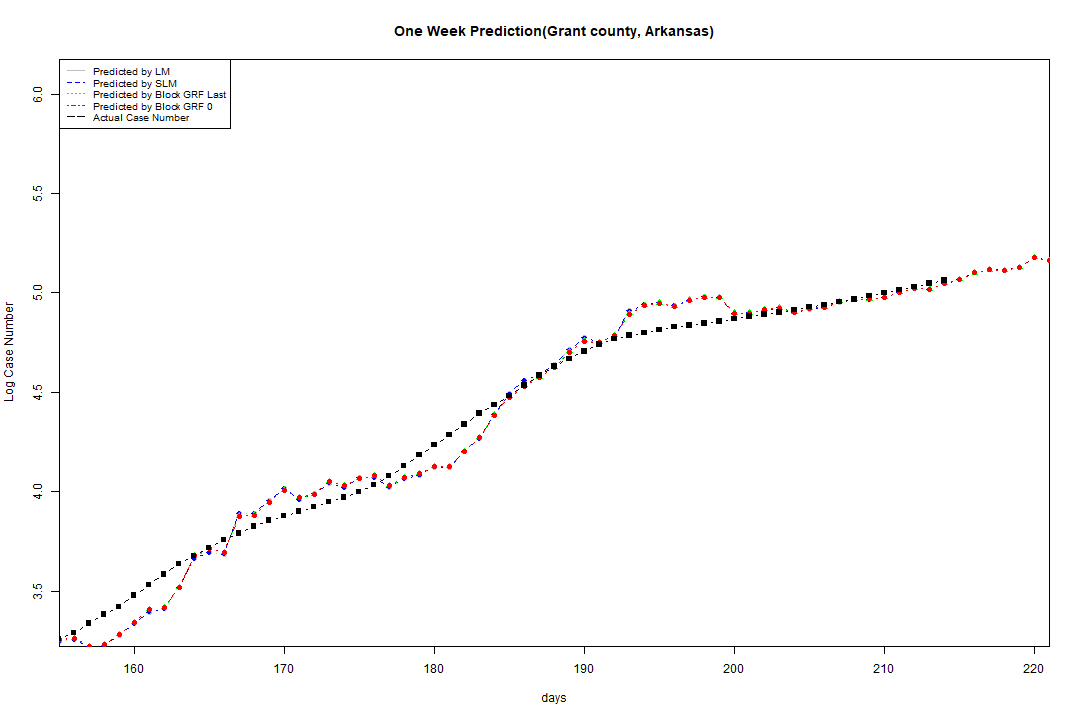 One Week Prediction(Grant county, Arkansas)
Predicted by LM
Predicted by SLM
Predicted by Block GRF Last
Predicted by Block GRF 0
Actual Case Number
6.0
5.5
5.0
4.5
4.0
3.5
Log Case Number
160 170 180 190 200 210 220
days